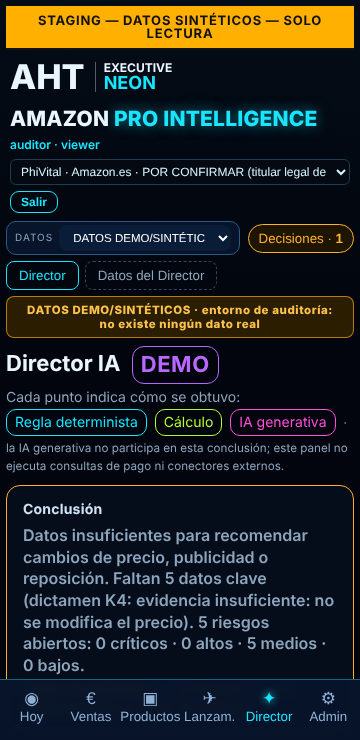 STAGING — DATOS SINTÉTICOS — SOLO
LECTURA
AHT
EXECUTIVE
NEON
AMAZON PRO INTELLIGENCE
auditor · viewer
PhiVital · Amazon.es - POR CONFIRMAR (titular legal de
Salir
DATOS DATOS DEMO/SINTÉTIC
Decisiones · 1
Director
Datos del Director
DATOS DEMO/SINTÉTICOS · entorno de auditoría:
no existe ningún dato real
Director IA DEMO
Cada punto indica cómo se obtuvo:
Regla determinista Cálculo IA generativa ·
la IA generativa no participa en esta conclusión; este panel no
ejecuta consultas de pago ni conectores externos.
Conclusión
Datos insuficientes para recomendar
cambios de precio, publicidad o
reposición. Faltan 5 datos clave
(dictamen K4: evidencia insuficiente: no
se modifica el precio). 5 riesgos
abiertos: 0 críticos · 0 altos · 5 medios ·
0 bajos.
Hoy Ventas Productos Lanzam. Director Admin